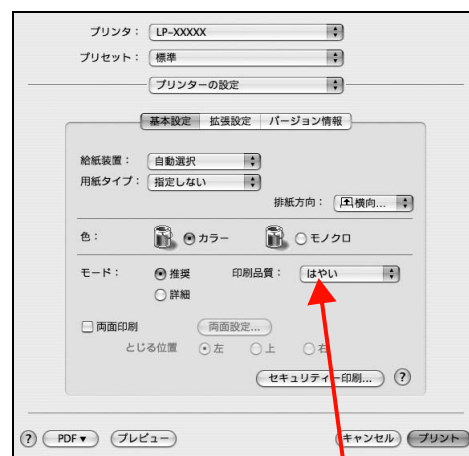 プリンタ： LP-XXXXX
プリセット： 標準
プリンターの設定
基本設定 拡張設定 バージョン情報
給紙装置： 自動選択
用紙タイプ： 指定しない
排紙方向： 横向...
色： カラー モノクロ
モード： 推奨 印刷品質： はやい
詳細
両面印刷 両面設定...
とじる位置 左 上 右
セキュリティー印刷... ?
? PDF▼ プレビュー キャンセル プリント